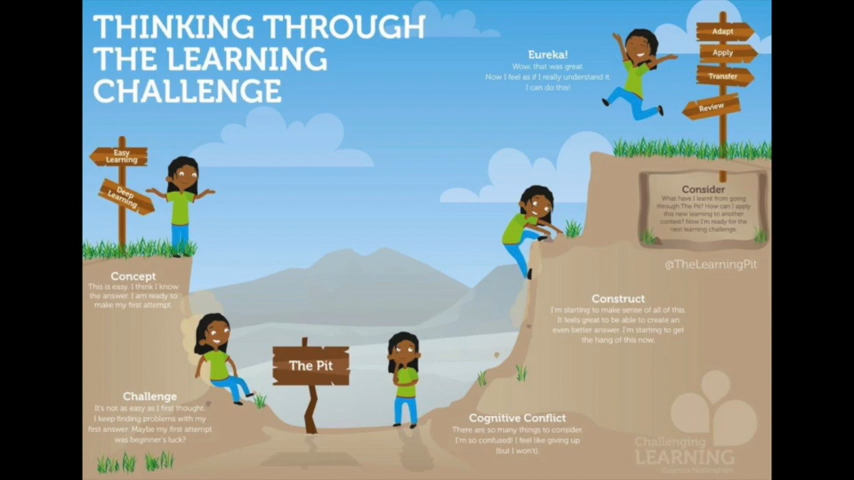 THINKING THROUGH
THE LEARNING
CHALLENGE
Easy
Learning
Deep
Learning
Concept
This is easy. I think I know
the answer. I am ready to
make my first attempt.
Challenge
It's not as easy as I first thought.
I keep finding problems with my
first answer. Maybe my first attempt
was beginner's luck?
The Pit
Cognitive Conflict
There are so many things to consider.
I'm so confused! I feel like giving up
(but I won't).
Construct
I'm starting to make sense of all of this.
It feels great to be able to create an
even better answer. I'm starting to get
the hang of this now.
Eureka!
Wow, that was great.
Now I feel as if I really understand it.
I can do this!
Adapt
Apply
Transfer
Review
Consider
What have I learnt from going
through The Pit? How can I apply
this new learning to another
context? Now I'm ready for the
next learning challenge.
@TheLearningPit
Challenging
LEARNING